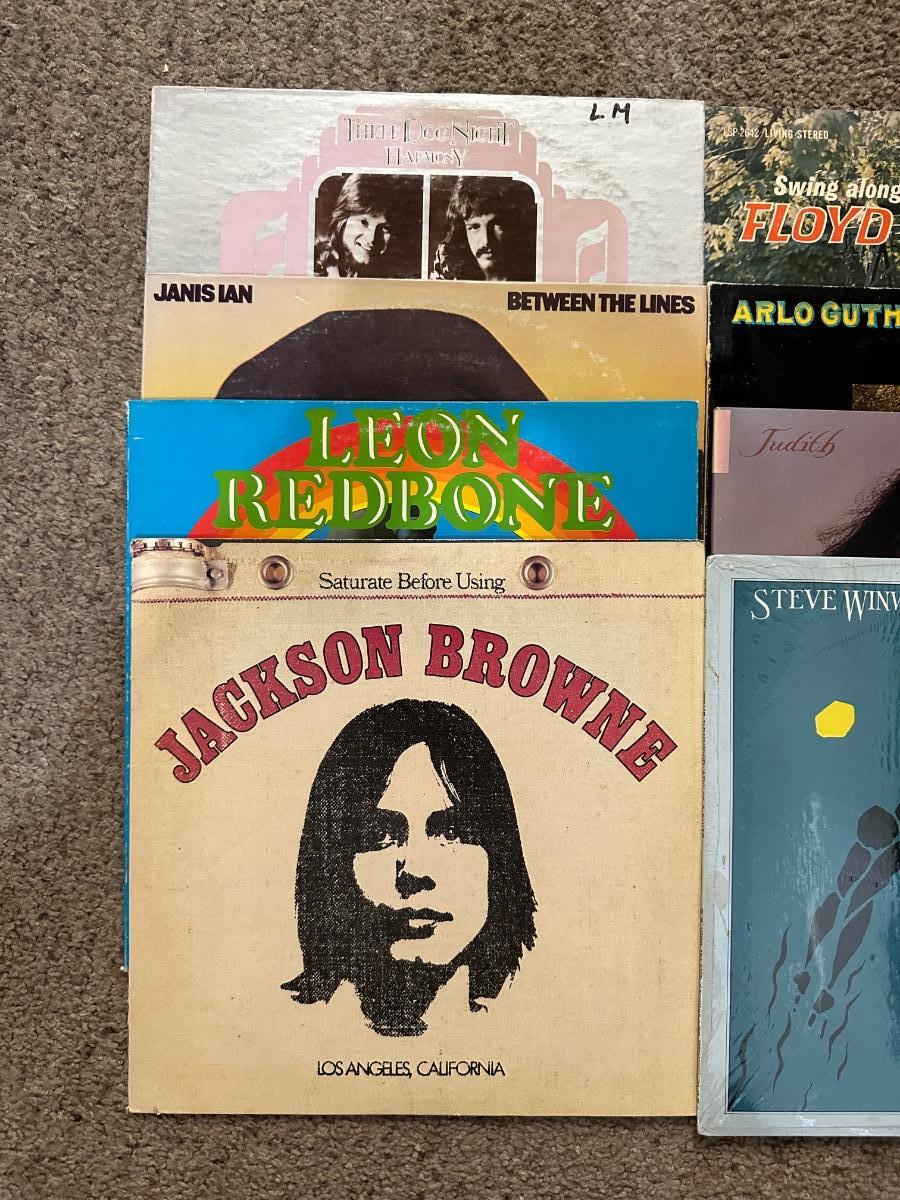 LM
THREE DOG NIGHT
HARMONY
JANIS IAN
BETWEEN THE LINES
LEON
REDBONE
Saturate Before Using
JACKSON BROWNE
LOS ANGELES, CALIFORNIA
LSP-2642 LIVING STEREO
Swing along
FLOYD
ARLO GUTH
Judith
STEVE WINW